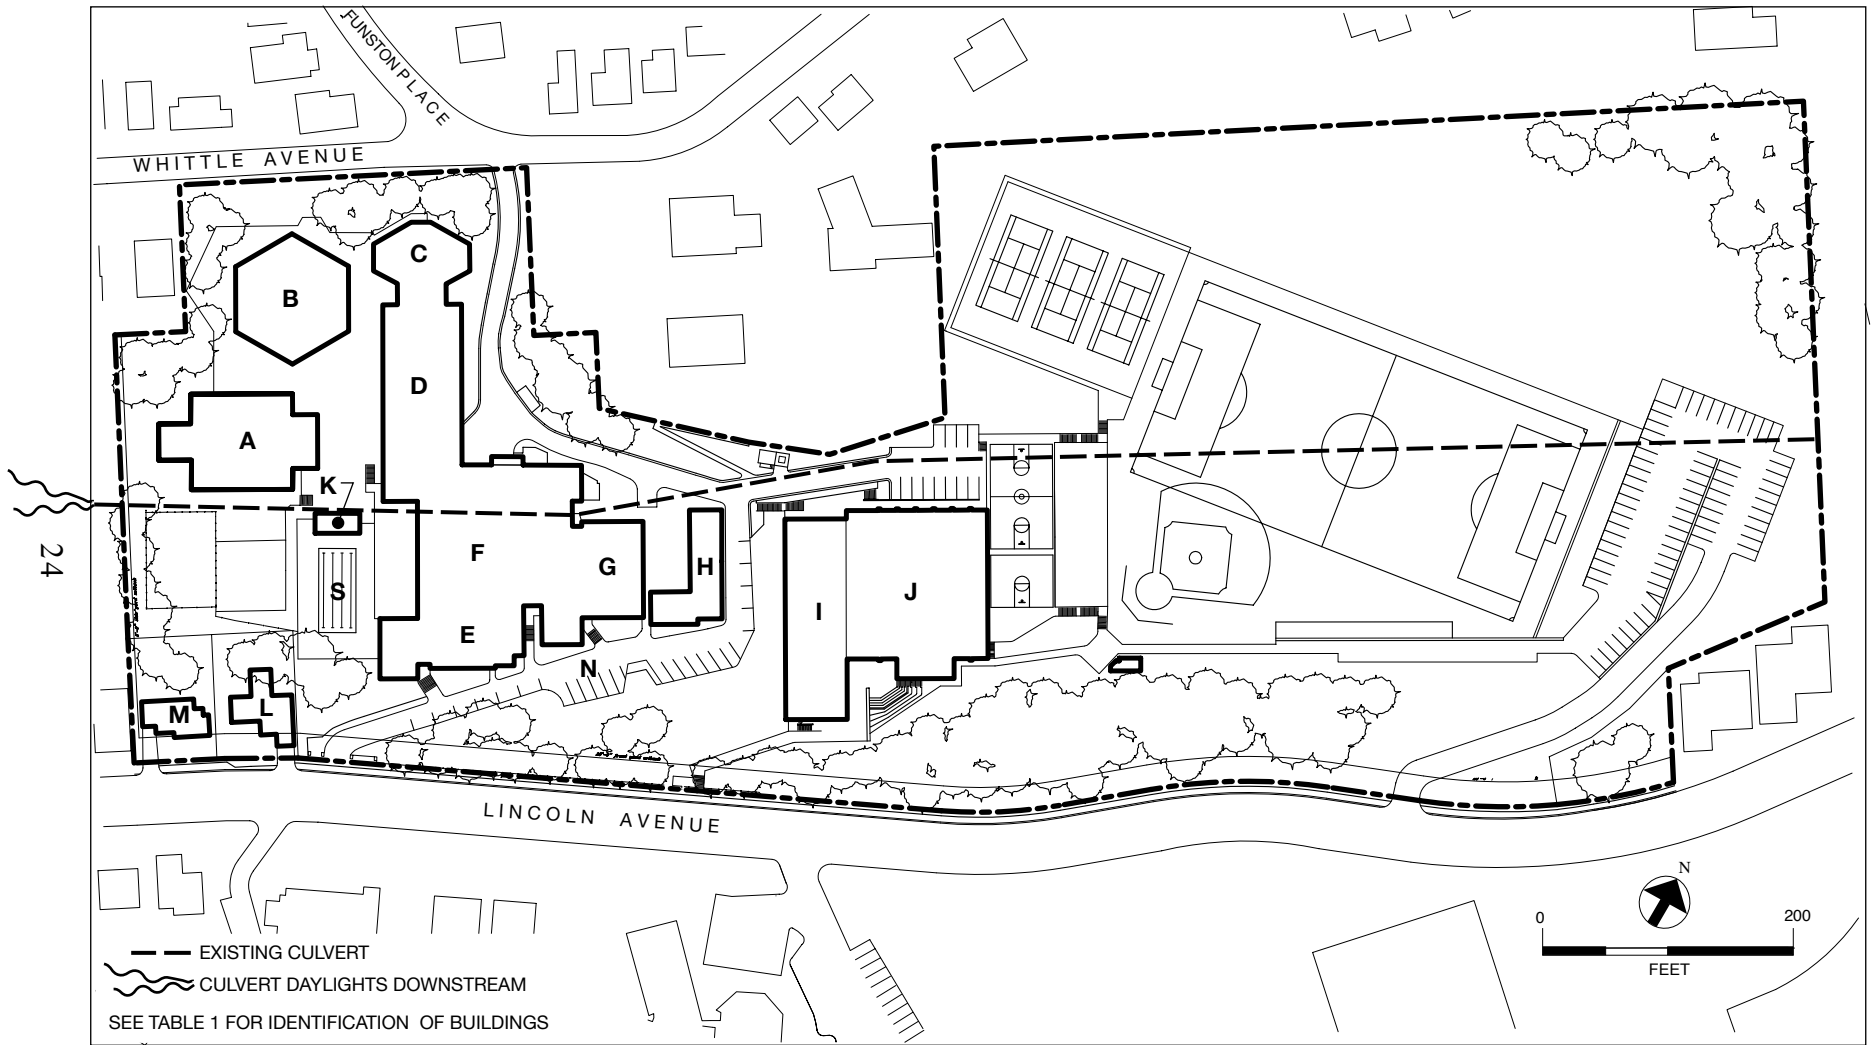 FUNSTON PLACE
WHITTLE AVENUE
C
B
D
A
K
F
G
H
S
I
J
E
N
M
L
24
LINCOLN AVENUE
N
0
200
FEET
EXISTING CULVERT
CULVERT DAYLIGHTS DOWNSTREAM
SEE TABLE 1 FOR IDENTIFICATION OF BUILDINGS